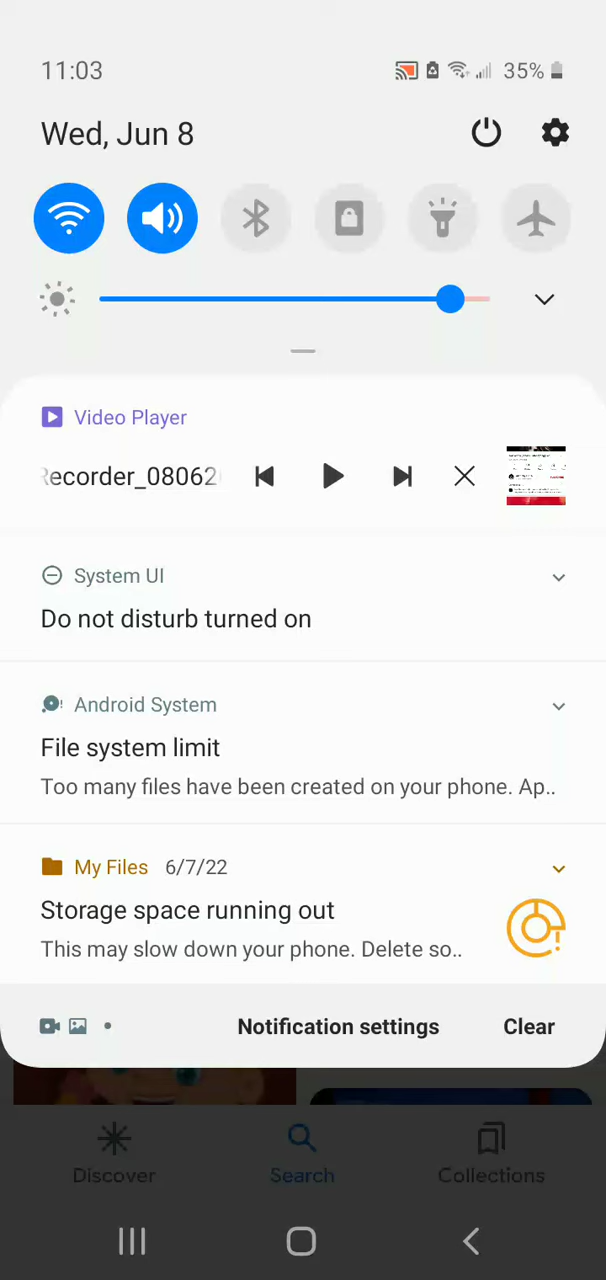 11:03
35%
Wed, Jun 8
Video Player
Recorder_08062
System UI
Do not disturb turned on
Android System
File system limit
Too many files have been created on your phone. Ap..
My Files 6/7/22
Storage space running out
This may slow down your phone. Delete so..
Notification settings Clear
Discover Search Collections